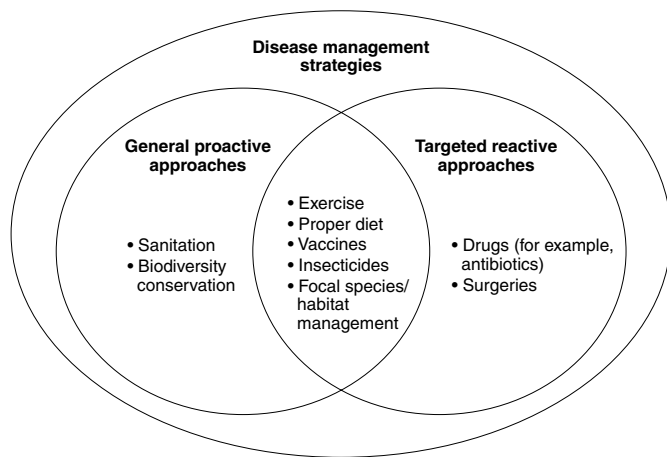 Disease management
strategies
General proactive
approaches
• Sanitation
• Biodiversity
conservation
• Exercise
• Proper diet
• Vaccines
• Insecticides
• Focal species/
habitat
management
Targeted reactive
approaches
• Drugs (for example,
antibiotics)
• Surgeries